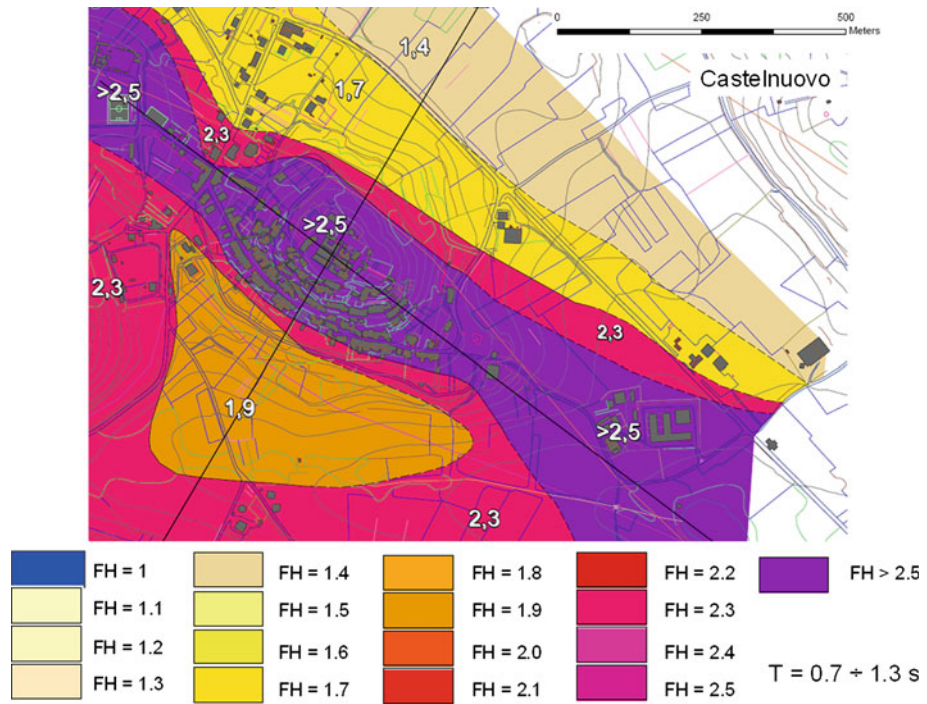 0 250 500
Meters
Castelnuovo
1,4
1,7
>2,5
2,3
>2,5
2,3
2,3
1,9
>2,5
2,3
FH = 1
FH = 1.1
FH = 1.2
FH = 1.3
FH = 1.4
FH = 1.5
FH = 1.6
FH = 1.7
FH = 1.8
FH = 1.9
FH = 2.0
FH = 2.1
FH = 2.2
FH = 2.3
FH = 2.4
FH = 2.5
FH > 2.5
T = 0.7 ÷ 1.3 s